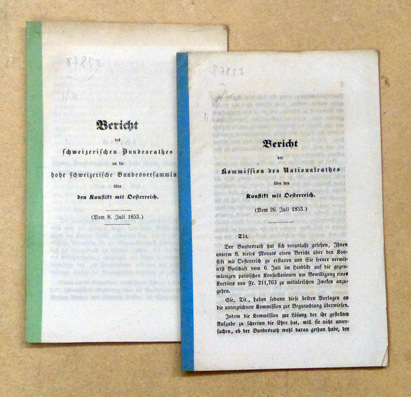 Bericht
des
schweizerischen Bundesrathes
an die
hohe schweizerische Bundesversammlun
über
den Konflikt mit Oesterreich.
(Vom 8. Juli 1853.)
Bericht
der
Kommission des Nationalrathes
über den
Konflikt mit Oesterreich.
(Vom 26. Juli 1853.)
Tit.
Der Bundesrath hat sich veranlaßt gesehen, Ihnen
unterm 8. dieses Monats einen Bericht über den Kon-
flikt mit Oesterreich zu erstatten und Sie ferner vermit-
telst Botschaft vom 6. Juli im Hinblick auf die gegen-
wärtigen politischen Konstellationen um Bewilligung eines
Kredites von Fr. 211,763 zu militärischen Zweken anzu-
gehen.
Sie, Tit., haben sodann diese beiden Vorlagen an
die unterzeichnete Kommission zur Begutachtung überwiesen.
Indem die Kommission zur Lösung der ihr gestellten
Aufgabe zu schreiten die Ehre hat, will sie nicht unter-
suchen, ob der Bundesrath wohl daran gethan habe, der